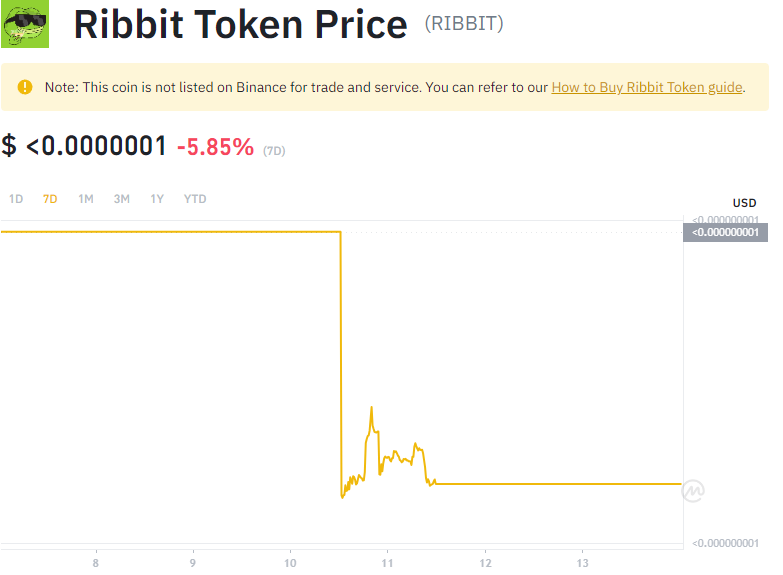 Ribbit Token Price (RIBBIT)
Note: This coin is not listed on Binance for trade and service. You can refer to our How to Buy Ribbit Token guide.
$ <0.0000001 -5.85% (7D)
1D 7D 1M 3M 1Y YTD
USD
<0.000000001
<0.000000001
<0.000000001
8 9 10 11 12 13